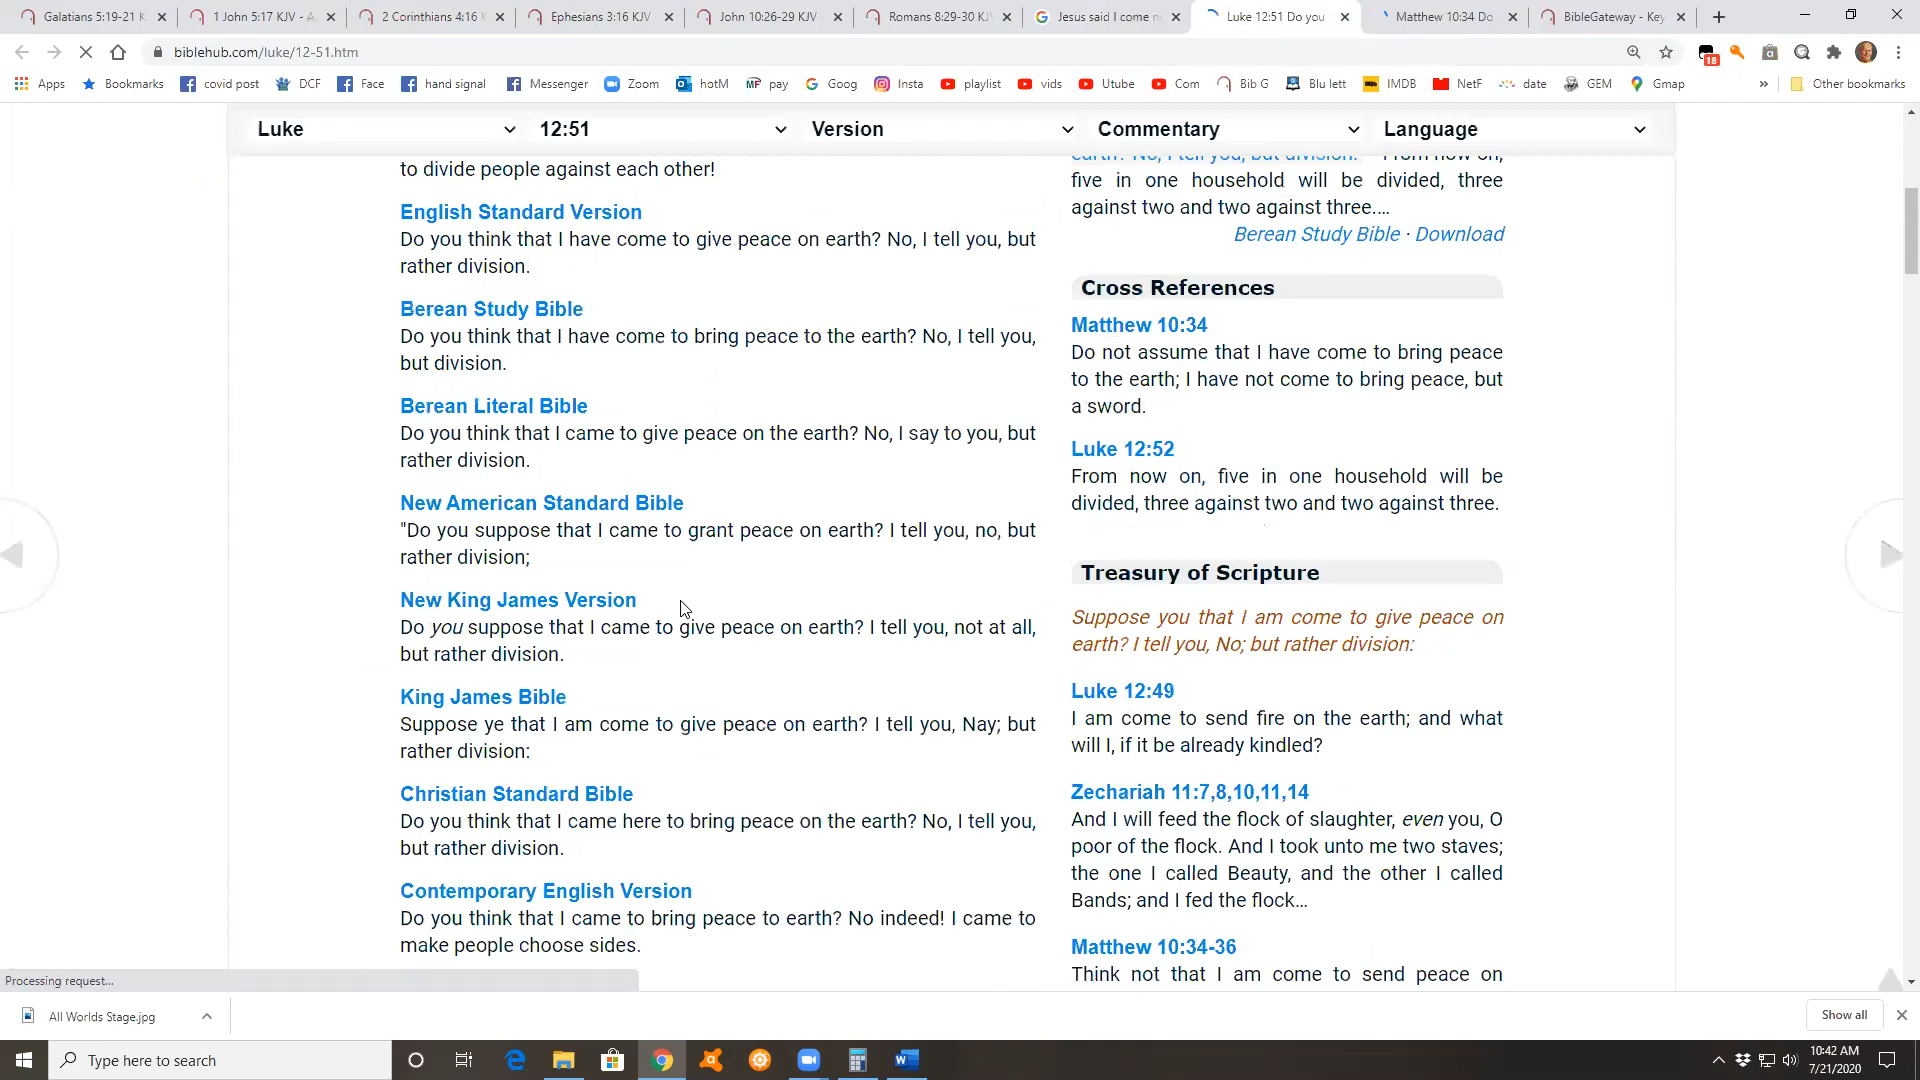 Galatians 5:19-21 K
1 John 5:17 KJV - A
2 Corinthians 4:16 K
Ephesians 3:16 KJV
John 10:26-29 KJV -
Romans 8:29-30 KJV
Jesus said I come n
Luke 12:51 Do you
Matthew 10:34 Do
BibleGateway - Key
biblehub.com/luke/12-51.htm
18
Apps
Bookmarks
covid post
DCF
Face
hand signal
Messenger
Zoom
hotM
pay
Goog
Insta
playlist
vids
Utube
Com
Bib G
Blu lett
IMDB
NetF
date
GEM
Gmap
»
Other bookmarks
Luke
12:51
Version
Commentary
Language
to divide people against each other!
English Standard Version
Do you think that I have come to give peace on earth? No, I tell you, but
rather division.
Berean Study Bible
Do you think that I have come to bring peace to the earth? No, I tell you,
but division.
Berean Literal Bible
Do you think that I came to give peace on the earth? No, I say to you, but
rather division.
New American Standard Bible
"Do you suppose that I came to grant peace on earth? I tell you, no, but
rather division;
New King James Version
Do you suppose that I came to give peace on earth? I tell you, not at all,
but rather division.
King James Bible
Suppose ye that I am come to give peace on earth? I tell you, Nay; but
rather division:
Christian Standard Bible
Do you think that I came here to bring peace on the earth? No, I tell you,
but rather division.
Contemporary English Version
Do you think that I came to bring peace to earth? No indeed! I came to
make people choose sides.
earth? No, I tell you, but division. From now on,
five in one household will be divided, three
against two and two against three....
Berean Study Bible · Download
Cross References
Matthew 10:34
Do not assume that I have come to bring peace
to the earth; I have not come to bring peace, but
a sword.
Luke 12:52
From now on, five in one household will be
divided, three against two and two against three.
Treasury of Scripture
Suppose you that I am come to give peace on
earth? I tell you, No; but rather division:
Luke 12:49
I am come to send fire on the earth; and what
will I, if it be already kindled?
Zechariah 11:7,8,10,11,14
And I will feed the flock of slaughter, even you, O
poor of the flock. And I took unto me two staves;
the one I called Beauty, and the other I called
Bands; and I fed the flock...
Matthew 10:34-36
Think not that I am come to send peace on
Processing request...
All Worlds Stage.jpg
Show all
Type here to search
10:42 AM
7/21/2020